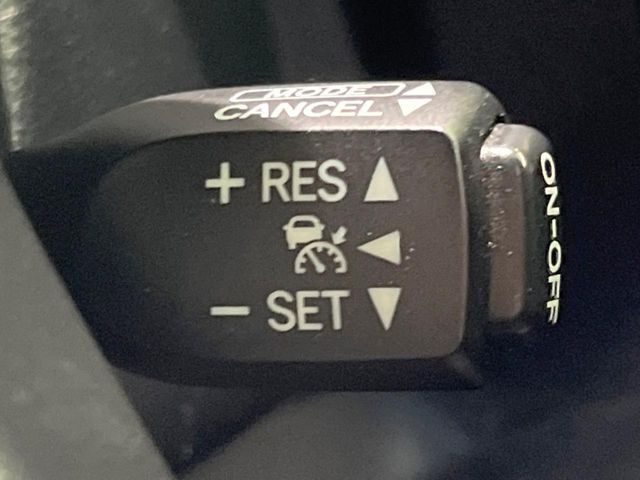 MODE ▲
CANCEL ▼
+ RES ▲
◀
− SET ▼
ON-OFF